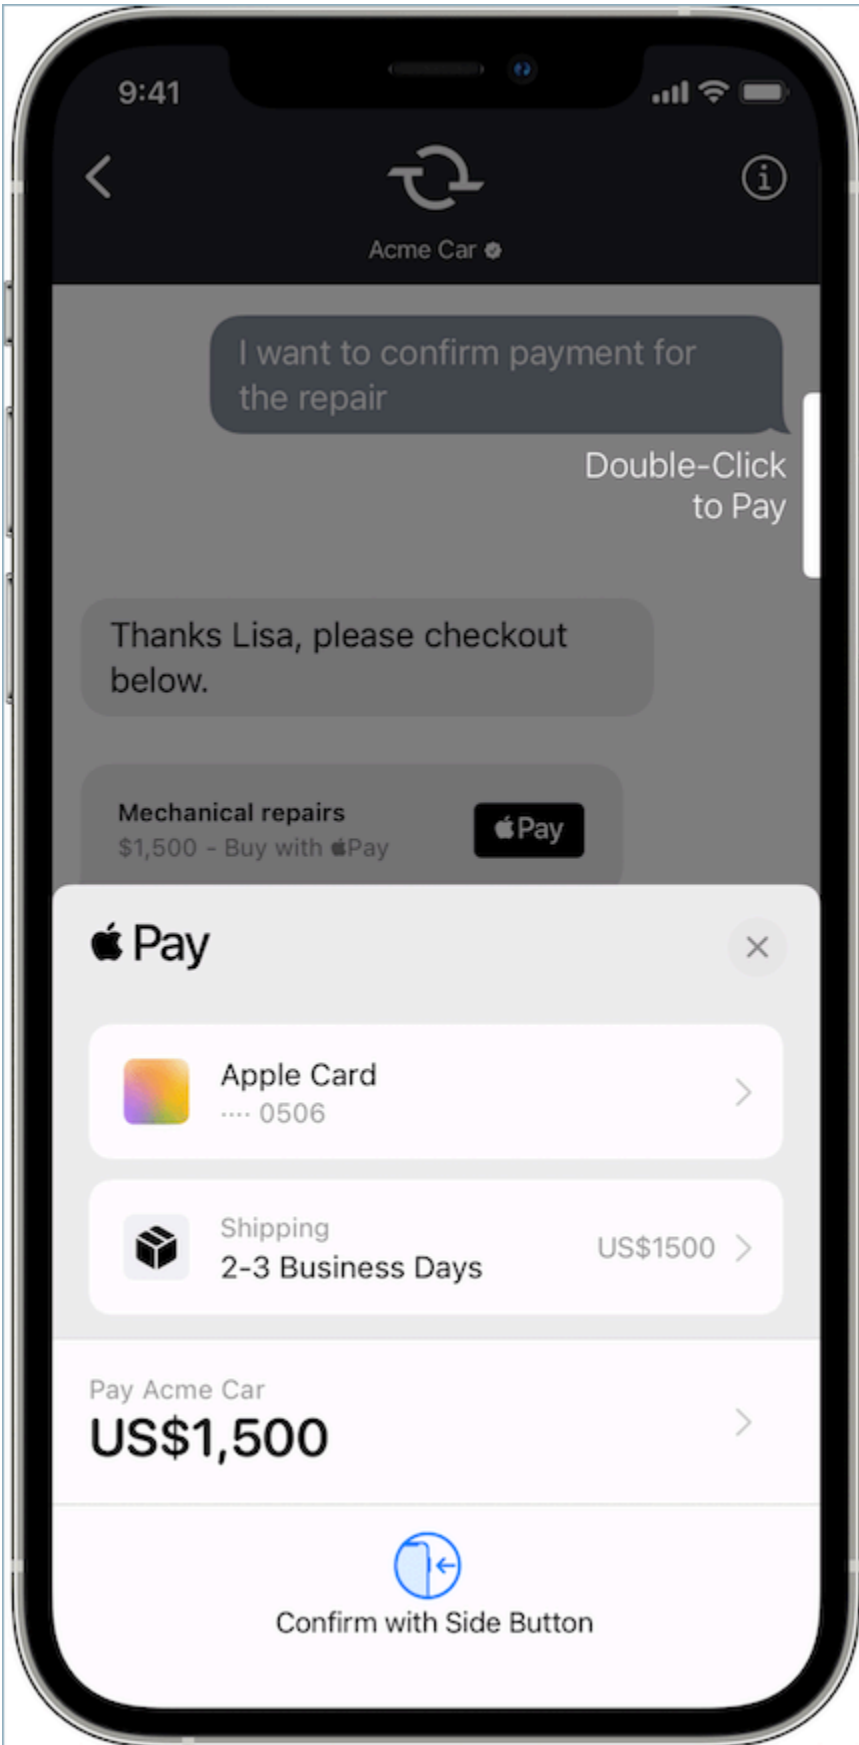 9:41
Acme Car
I want to confirm payment for
the repair
Double-Click
to Pay
Thanks Lisa, please checkout
below.
Mechanical repairs
$1,500 - Buy with Pay
Pay
Pay
Apple Card
···· 0506
Shipping
2-3 Business Days
US$1500
Pay Acme Car
US$1,500
Confirm with Side Button